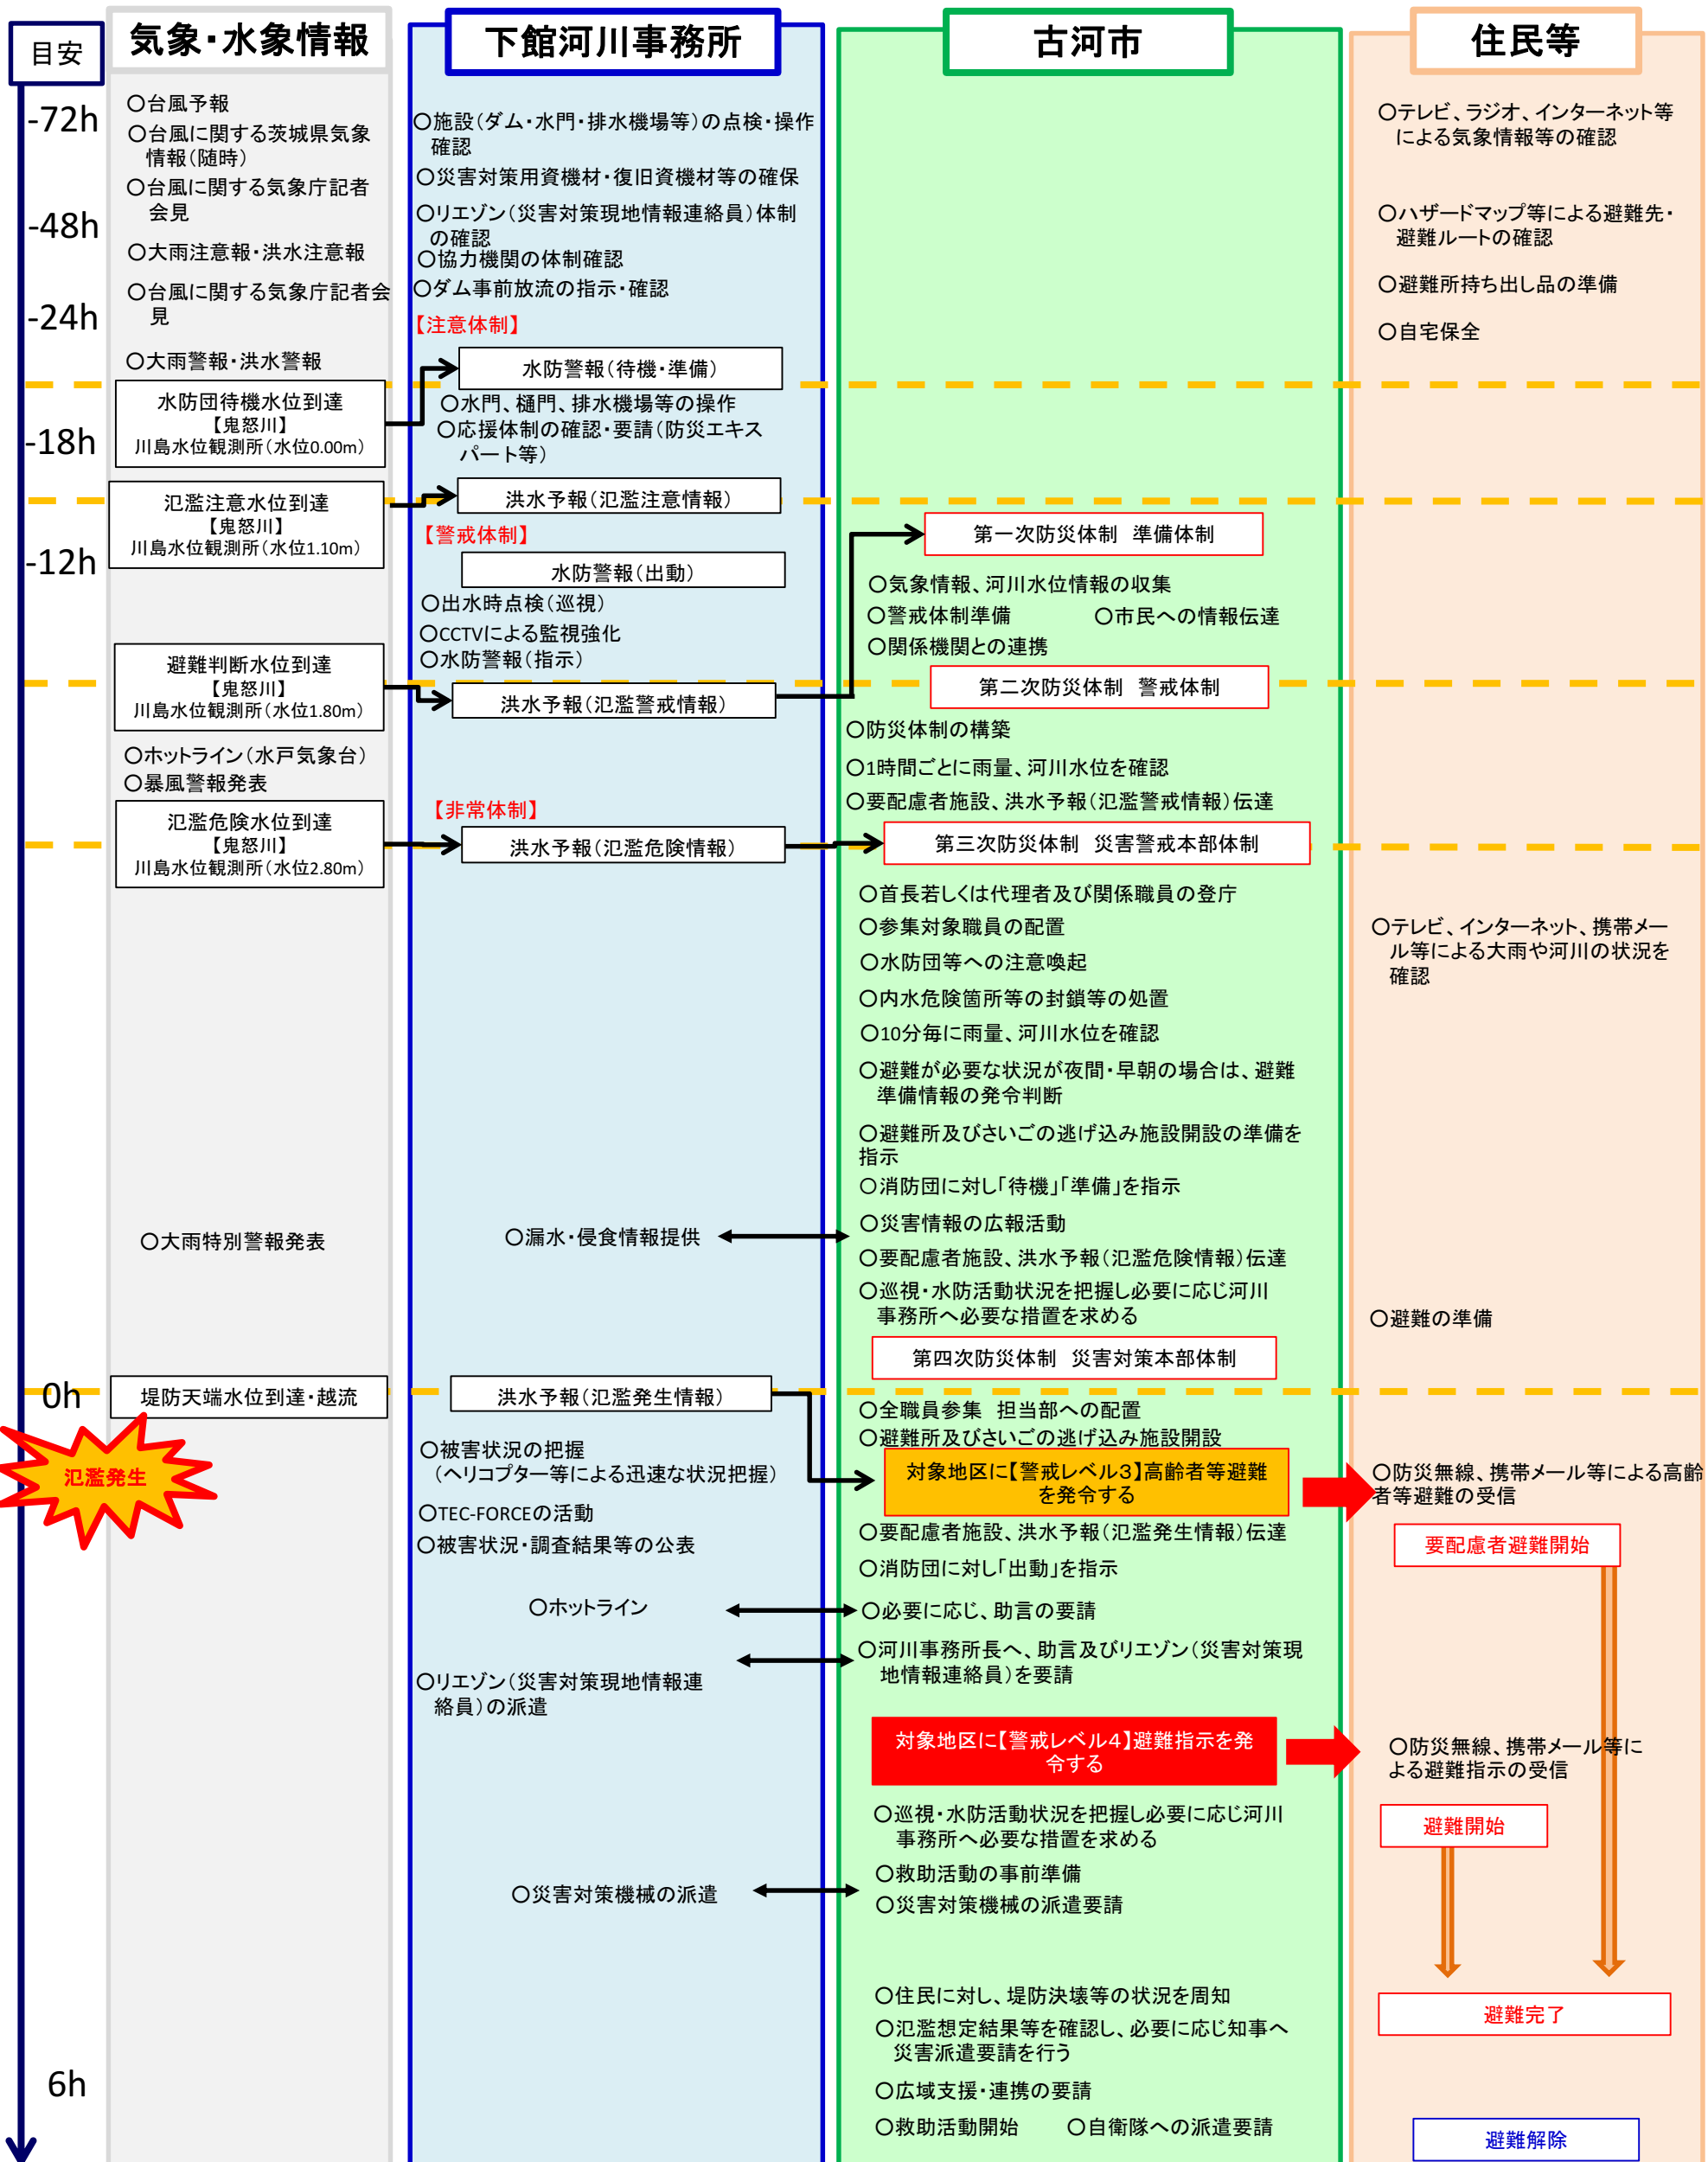 目安
気象・水象情報
下館河川事務所
古河市
住民等
-72h
-48h
-24h
-18h
-12h
0h
氾濫発生
6h
○台風予報
○台風に関する茨城県気象
情報(随時)
○台風に関する気象庁記者
会見
○大雨注意報・洪水注意報
○台風に関する気象庁記者会
見
○大雨警報・洪水警報
水防団待機水位到達
【鬼怒川】
川島水位観測所(水位0.00m)
氾濫注意水位到達
【鬼怒川】
川島水位観測所(水位1.10m)
避難判断水位到達
【鬼怒川】
川島水位観測所(水位1.80m)
○ホットライン(水戸気象台)
○暴風警報発表
氾濫危険水位到達
【鬼怒川】
川島水位観測所(水位2.80m)
○大雨特別警報発表
堤防天端水位到達・越流
○施設(ダム・水門・排水機場等)の点検・操作
確認
○災害対策用資機材・復旧資機材等の確保
○リエゾン(災害対策現地情報連絡員)体制
の確認
○協力機関の体制確認
○ダム事前放流の指示・確認
【注意体制】
水防警報(待機・準備)
○水門、樋門、排水機場等の操作
○応援体制の確認・要請(防災エキス
パート等)
洪水予報(氾濫注意情報)
【警戒体制】
水防警報(出動)
○出水時点検(巡視)
○CCTVによる監視強化
○水防警報(指示)
洪水予報(氾濫警戒情報)
【非常体制】
洪水予報(氾濫危険情報)
○漏水・侵食情報提供
洪水予報(氾濫発生情報)
○被害状況の把握
(ヘリコプター等による迅速な状況把握)
○TEC-FORCEの活動
○被害状況・調査結果等の公表
○ホットライン
○リエゾン(災害対策現地情報連
絡員)の派遣
○災害対策機械の派遣
第一次防災体制 準備体制
○気象情報、河川水位情報の収集
○警戒体制準備 ○市民への情報伝達
○関係機関との連携
第二次防災体制 警戒体制
○防災体制の構築
○1時間ごとに雨量、河川水位を確認
○要配慮者施設、洪水予報(氾濫警戒情報)伝達
第三次防災体制 災害警戒本部体制
○首長若しくは代理者及び関係職員の登庁
○参集対象職員の配置
○水防団等への注意喚起
○内水危険箇所等の封鎖等の処置
○10分毎に雨量、河川水位を確認
○避難が必要な状況が夜間・早朝の場合は、避難
準備情報の発令判断
○避難所及びさいごの逃げ込み施設開設の準備を
指示
○消防団に対し「待機」「準備」を指示
○災害情報の広報活動
○要配慮者施設、洪水予報(氾濫危険情報)伝達
○巡視・水防活動状況を把握し必要に応じ河川
事務所へ必要な措置を求める
第四次防災体制 災害対策本部体制
○全職員参集 担当部への配置
○避難所及びさいごの逃げ込み施設開設
対象地区に【警戒レベル3】高齢者等避難
を発令する
○要配慮者施設、洪水予報(氾濫発生情報)伝達
○消防団に対し「出動」を指示
○必要に応じ、助言の要請
○河川事務所長へ、助言及びリエゾン(災害対策現
地情報連絡員)を要請
対象地区に【警戒レベル4】避難指示を発
令する
○巡視・水防活動状況を把握し必要に応じ河川
事務所へ必要な措置を求める
○救助活動の事前準備
○災害対策機械の派遣要請
○住民に対し、堤防決壊等の状況を周知
○氾濫想定結果等を確認し、必要に応じ知事へ
災害派遣要請を行う
○広域支援・連携の要請
○救助活動開始 ○自衛隊への派遣要請
○テレビ、ラジオ、インターネット等
による気象情報等の確認
○ハザードマップ等による避難先・
避難ルートの確認
○避難所持ち出し品の準備
○自宅保全
○テレビ、インターネット、携帯メー
ル等による大雨や河川の状況を
確認
○避難の準備
○防災無線、携帯メール等による高齢
者等避難の受信
要配慮者避難開始
○防災無線、携帯メール等に
よる避難指示の受信
避難開始
避難完了
避難解除